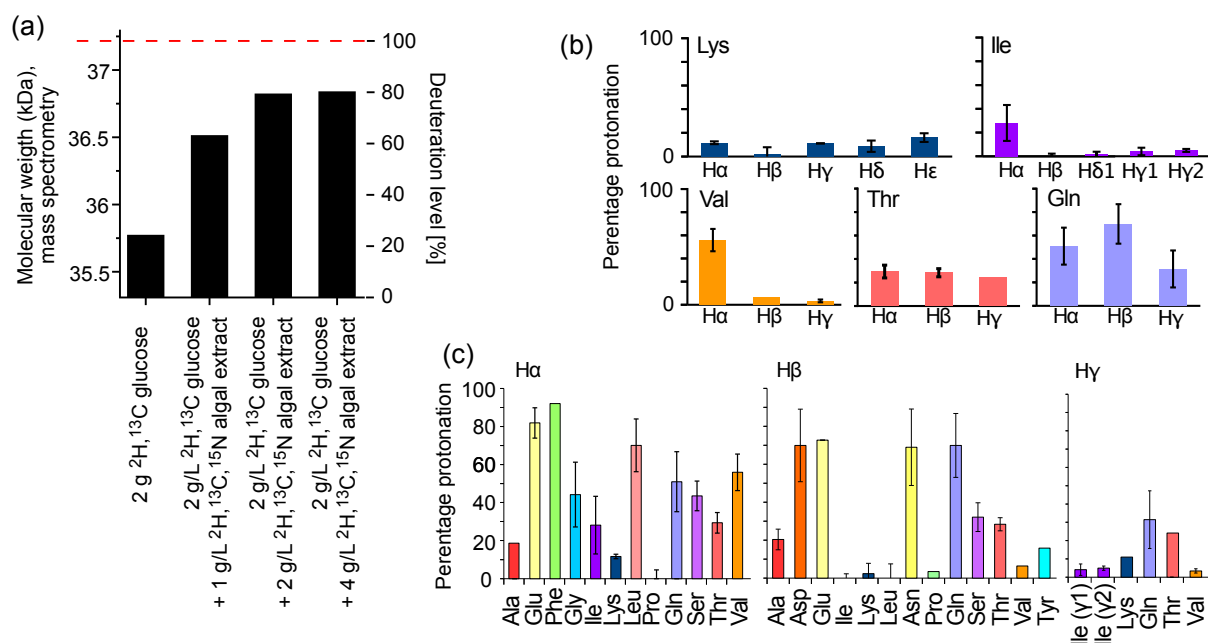 (a)
Molecular weigth (kDa),
mass spectrometry
37
36.5
36
35.5
100
80
60
40
20
0
Deuteration level [%]
2 g ²H,¹³C glucose
2 g/L ²H,¹³C glucose
+ 1 g/L ²H,¹³C,¹⁵N algal extract
2 g/L ²H,¹³C glucose
+ 2 g/L ²H,¹³C,¹⁵N algal extract
2 g/L ²H,¹³C glucose
+ 4 g/L ²H,¹³C,¹⁵N algal extract
(b)
Perentage protonation
100
0
Lys
Hα Hβ Hγ Hδ Hε
Ile
Hα Hβ Hδ1 Hγ1 Hγ2
100
0
Val
Hα Hβ Hγ
Thr
Hα Hβ Hγ
Gln
Hα Hβ Hγ
(c)
Perentage protonation
100
80
60
40
20
0
Hα
Ala Glu Phe Gly Ile Lys Leu Pro Gln Ser Thr Val
Hβ
Ala Asp Glu Ile Lys Leu Asn Pro Gln Ser Thr Val Tyr
Hγ
Ile (γ1) Ile (γ2) Lys Gln Thr Val